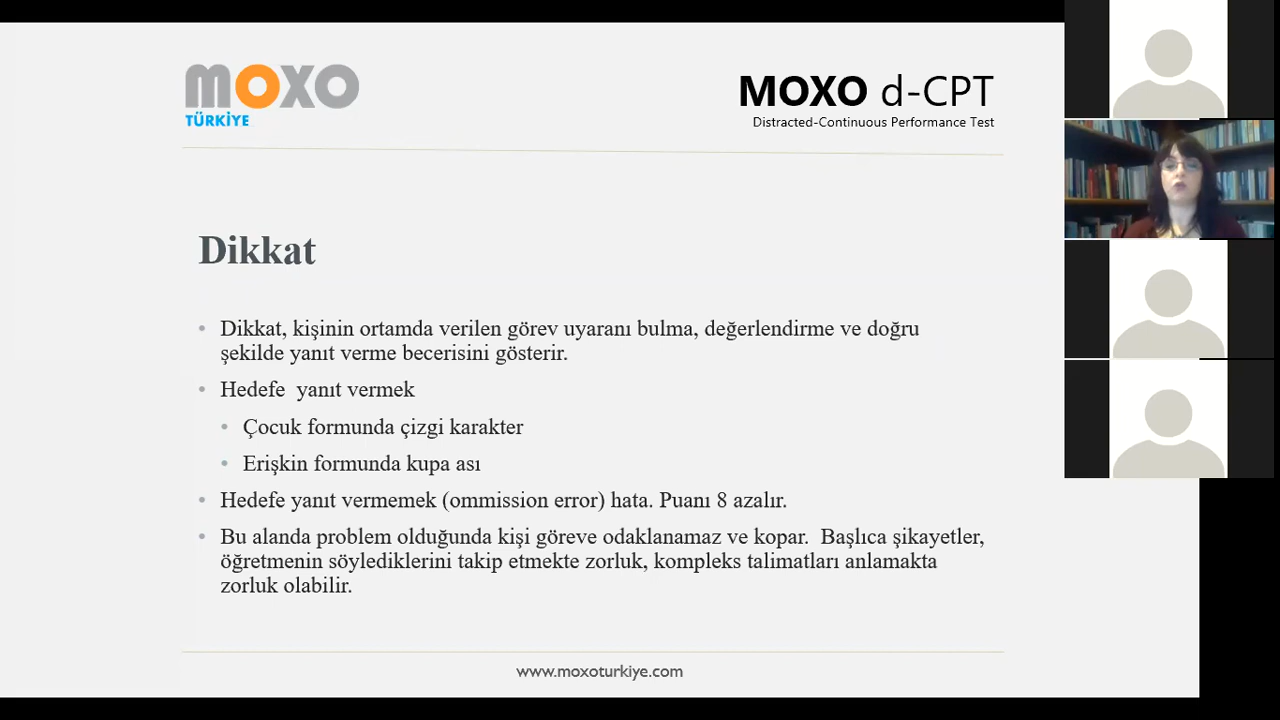 moxo
TÜRKİYE
MOXO d-CPT
Distracted-Continuous Performance Test
Dikkat
• Dikkat, kişinin ortamda verilen görev uyaranı bulma, değerlendirme ve doğru
şekilde yanıt verme becerisini gösterir.
• Hedefe yanıt vermek
• Çocuk formunda çizgi karakter
• Erişkin formunda kupa ası
• Hedefe yanıt vermemek (ommission error) hata. Puanı 8 azalır.
• Bu alanda problem olduğunda kişi göreve odaklanamaz ve kopar. Başlıca şikayetler,
öğretmenin söylediklerini takip etmekte zorluk, kompleks talimatları anlamakta
zorluk olabilir.
www.moxoturkiye.com